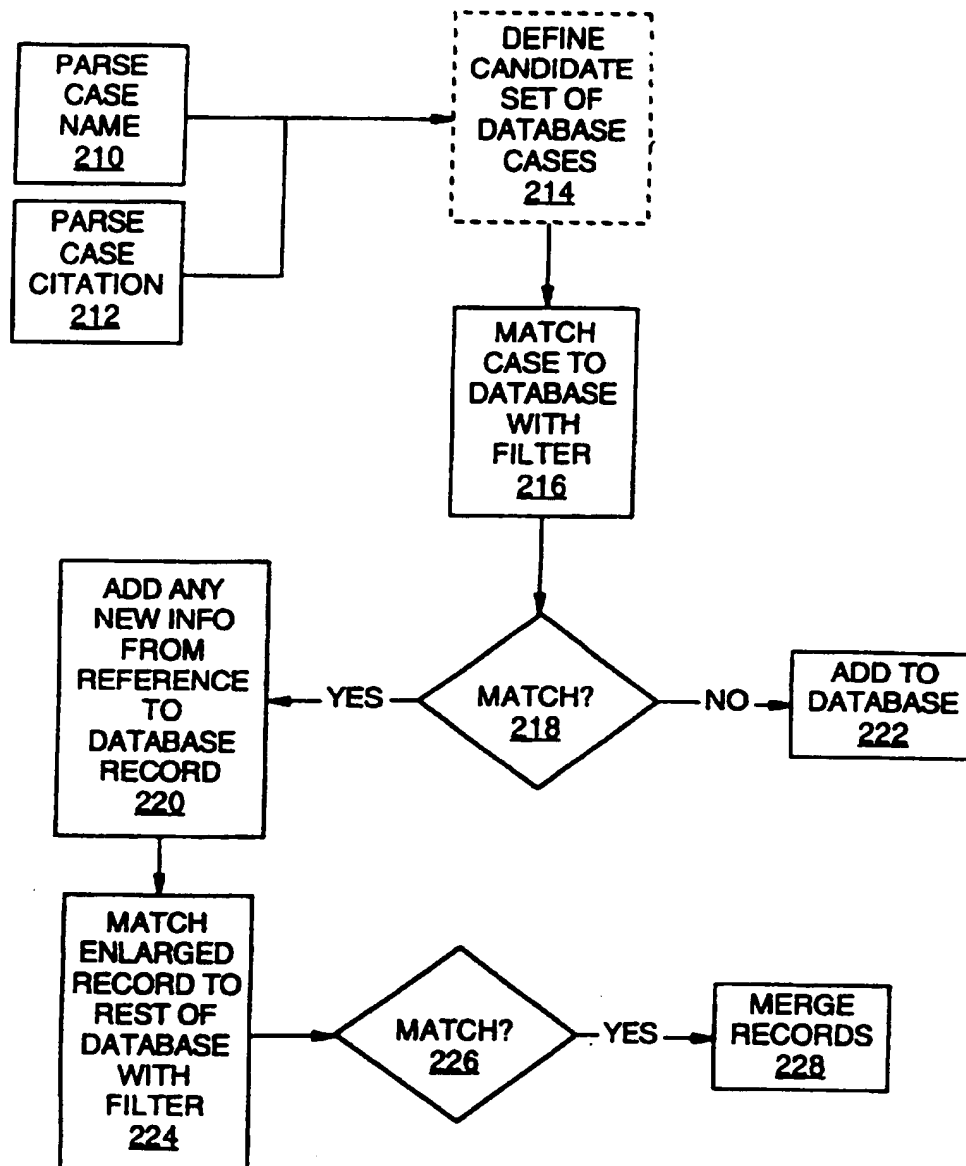 PARSE
CASE
NAME
210
PARSE
CASE
CITATION
212
DEFINE
CANDIDATE
SET OF
DATABASE
CASES
214
MATCH
CASE TO
DATABASE
WITH
FILTER
216
MATCH?
218
YES
NO
ADD TO
DATABASE
222
ADD ANY
NEW INFO
FROM
REFERENCE
TO
DATABASE
RECORD
220
MATCH
ENLARGED
RECORD TO
REST OF
DATABASE
WITH
FILTER
224
MATCH?
226
YES
MERGE
RECORDS
228